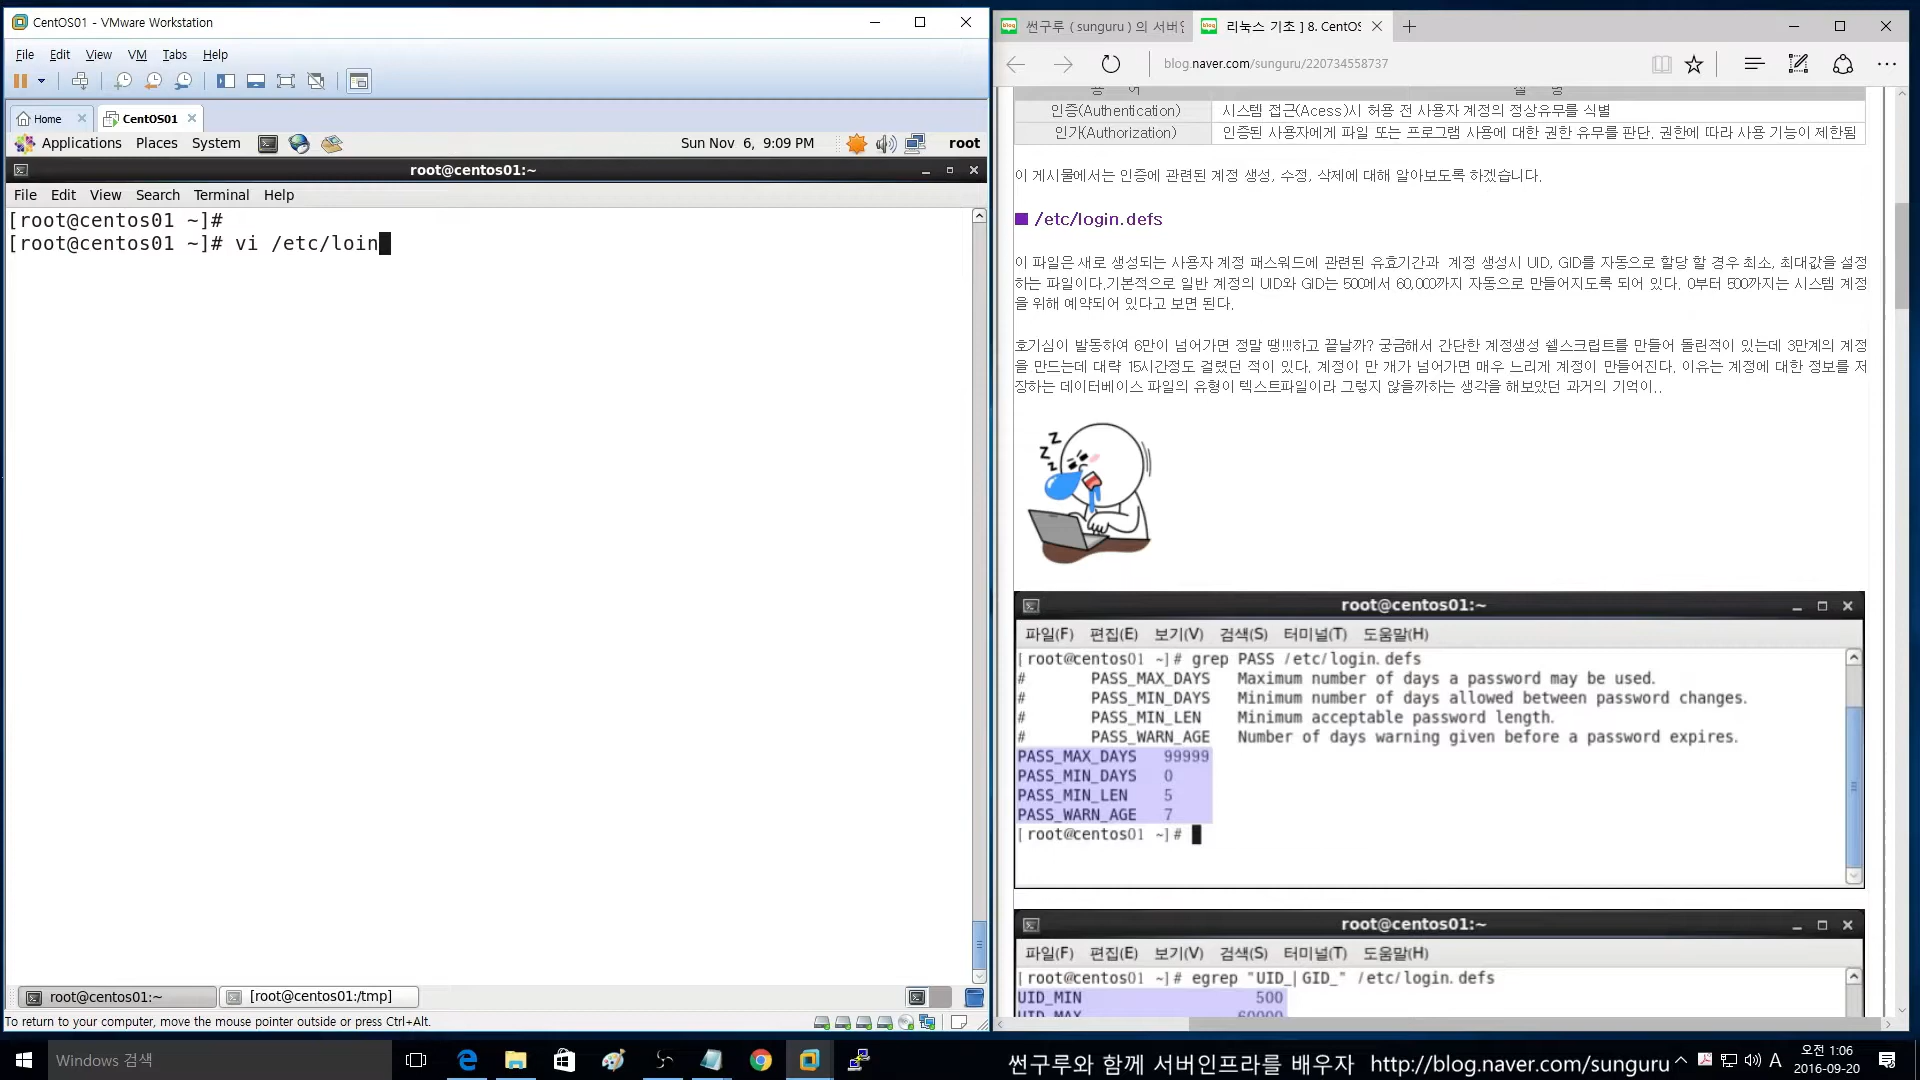 CentOS01 - VMware Workstation
File Edit View VM Tabs Help
Home CentOS01
Applications Places System Sun Nov 6, 9:09 PM root
root@centos01:~
File Edit View Search Terminal Help
[root@centos01 ~]#
[root@centos01 ~]# vi /etc/loin
root@centos01:~ [root@centos01:/tmp]
To return to your computer, move the mouse pointer outside or press Ctrl+Alt.
썬구루 ( sunguru ) 의 서버 리눅스 기초 ] 8. CentOS
blog.naver.com/sunguru/220734558737
용 어 설 명
인증(Authentication) 시스템 접근(Acess)시 허용 전 사용자 계정의 정상유무를 식별
인가(Authorization) 인증된 사용자에게 파일 또는 프로그램 사용에 대한 권한 유무를 판단. 권한에 따라 사용 기능이 제한됨
이 게시물에서는 인증에 관련된 계정 생성, 수정, 삭제에 대해 알아보도록 하겠습니다.
■ /etc/login.defs
이 파일은 새로 생성되는 사용자 계정 패스워드에 관련된 유효기간과 계정 생성시 UID, GID를 자동으로 할당 할 경우 최소, 최대값을 설정
하는 파일이다.기본적으로 일반 계정의 UID와 GID는 500에서 60,000까지 자동으로 만들어지도록 되어 있다. 0부터 500까지는 시스템 계정
을 위해 예약되어 있다고 보면 된다.
호기심이 발동하여 6만이 넘어가면 정말 땡!!!하고 끝날까? 궁금해서 간단한 계정생성 쉘스크립트를 만들어 돌린적이 있는데 3만계의 계정
을 만드는데 대략 15시간정도 걸렸던 적이 있다. 계정이 만 개가 넘어가면 매우 느리게 계정이 만들어진다. 이유는 계정에 대한 정보를 저
장하는 데이터베이스 파일의 유형이 텍스트파일이라 그렇지 않을까하는 생각을 해보았던 과거의 기억이..
z z z
root@centos01:~
파일(F) 편집(E) 보기(V) 검색(S) 터미널(T) 도움말(H)
[root@centos01 ~]# grep PASS /etc/login.defs
# PASS_MAX_DAYS Maximum number of days a password may be used.
# PASS_MIN_DAYS Minimum number of days allowed between password changes.
# PASS_MIN_LEN Minimum acceptable password length.
# PASS_WARN_AGE Number of days warning given before a password expires.
PASS_MAX_DAYS 99999
PASS_MIN_DAYS 0
PASS_MIN_LEN 5
PASS_WARN_AGE 7
[root@centos01 ~]#
root@centos01:~
파일(F) 편집(E) 보기(V) 검색(S) 터미널(T) 도움말(H)
[root@centos01 ~]# egrep "UID_|GID_" /etc/login.defs
UID_MIN 500
UID_MAX 60000
Windows 검색
썬구루와 함께 서버인프라를 배우자 http://blog.naver.com/sunguru
A
오전 1:06
2016-09-20